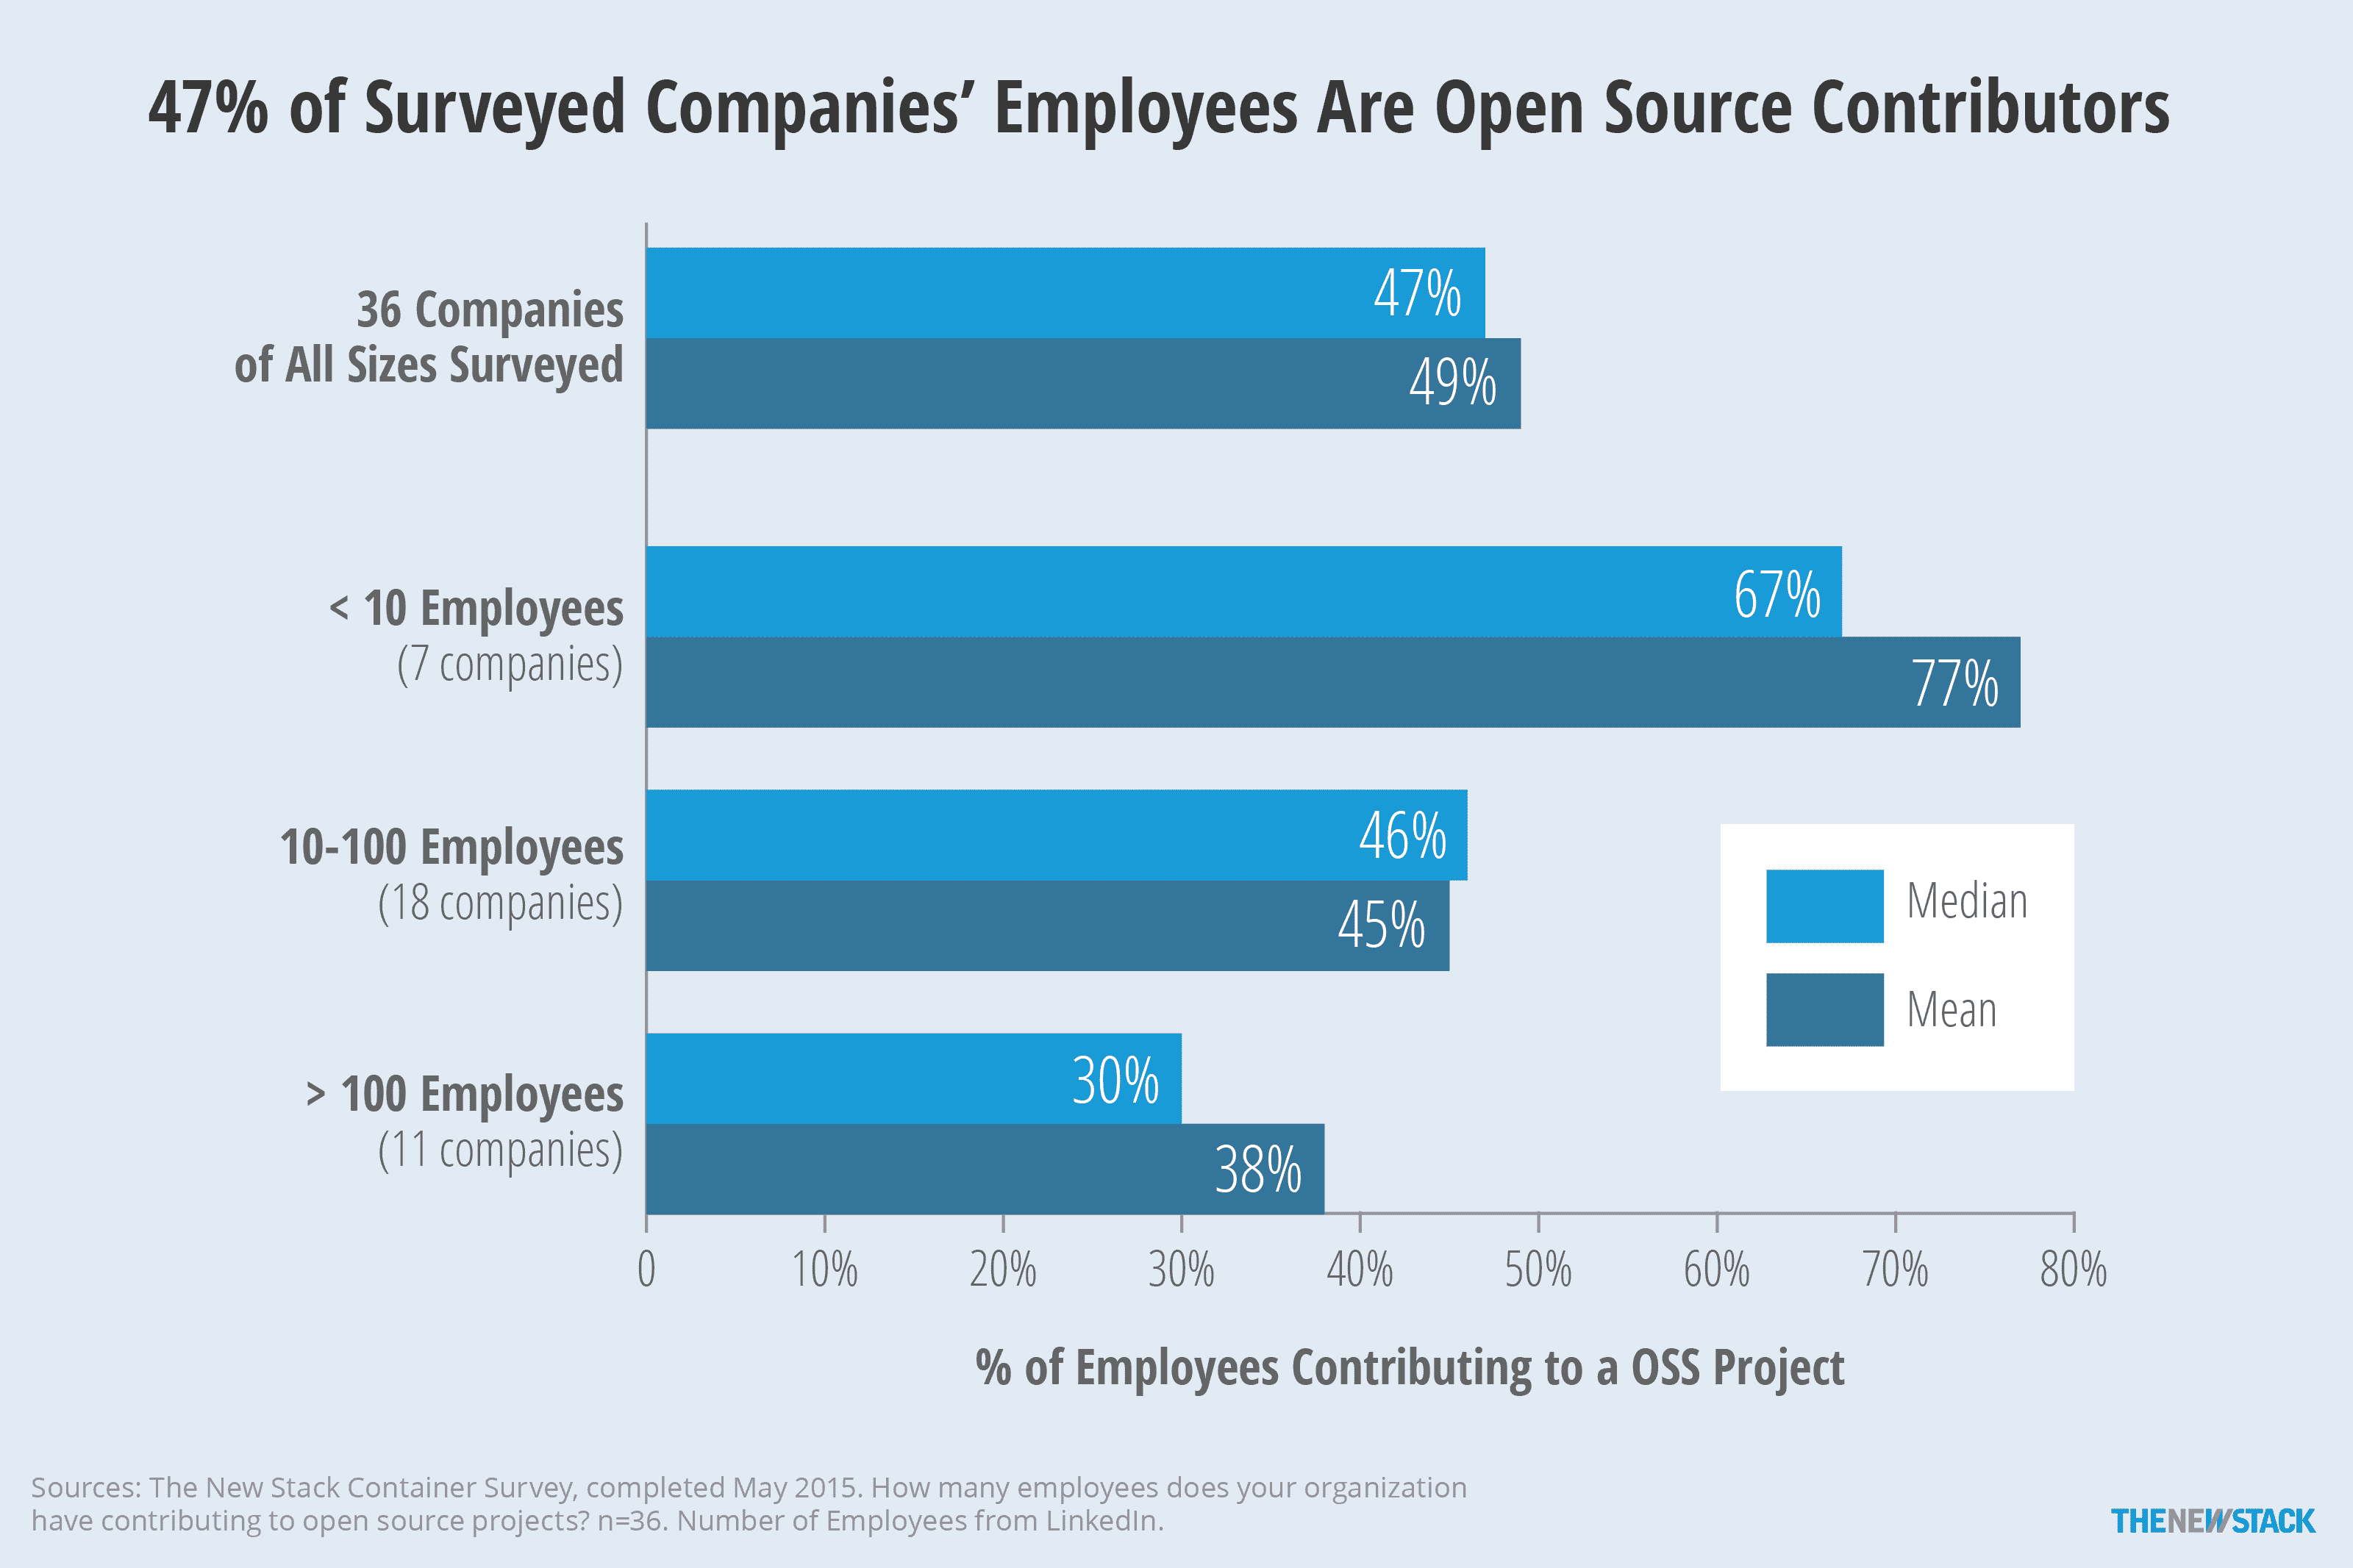 47% of Surveyed Companies’ Employees Are Open Source Contributors
36 Companies
of All Sizes Surveyed
47%
49%
< 10 Employees
(7 companies)
67%
77%
10-100 Employees
(18 companies)
46%
45%
> 100 Employees
(11 companies)
30%
38%
Median
Mean
0 10% 20% 30% 40% 50% 60% 70% 80%
% of Employees Contributing to a OSS Project
Sources: The New Stack Container Survey, completed May 2015. How many employees does your organization
have contributing to open source projects? n=36. Number of Employees from LinkedIn.
THENEWSTACK